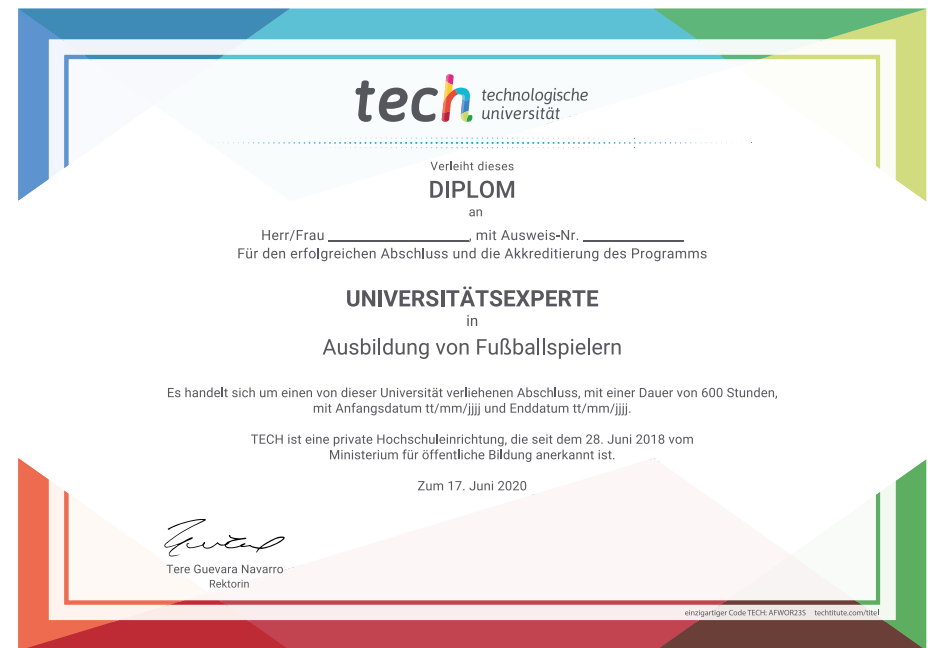 tech technologische
universität
Verleiht dieses
DIPLOM
an
Herr/Frau ____________, mit Ausweis-Nr. ____________
Für den erfolgreichen Abschluss und die Akkreditierung des Programms
UNIVERSITÄTSEXPERTE
in
Ausbildung von Fußballspielern
Es handelt sich um einen von dieser Universität verliehenen Abschluss, mit einer Dauer von 600 Stunden,
mit Anfangsdatum tt/mm/jjjj und Enddatum tt/mm/jjjj.
TECH ist eine private Hochschuleinrichtung, die seit dem 28. Juni 2018 vom
Ministerium für öffentliche Bildung anerkannt ist.
Zum 17. Juni 2020
Tere Guevara Navarro
Rektorin
einzigartiger Code TECH: AFWOR23S techtitute.com/titel